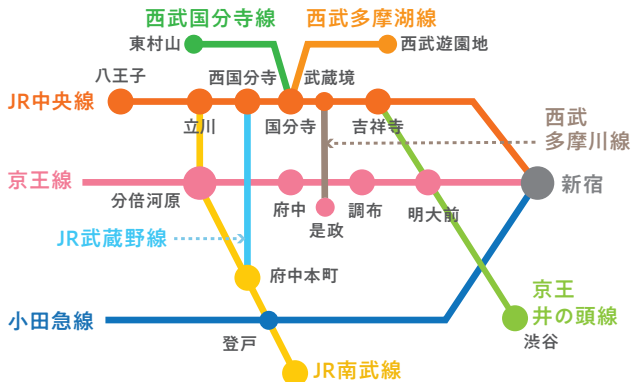 西武国分寺線
西武多摩湖線
東村山
西武遊園地
八王子
西国分寺
武蔵境
JR中央線
立川
国分寺
吉祥寺
西武
多摩川線
京王線
分倍河原
府中
是政
調布
明大前
新宿
JR武蔵野線
府中本町
小田急線
登戸
京王
井の頭線
渋谷
JR南武線